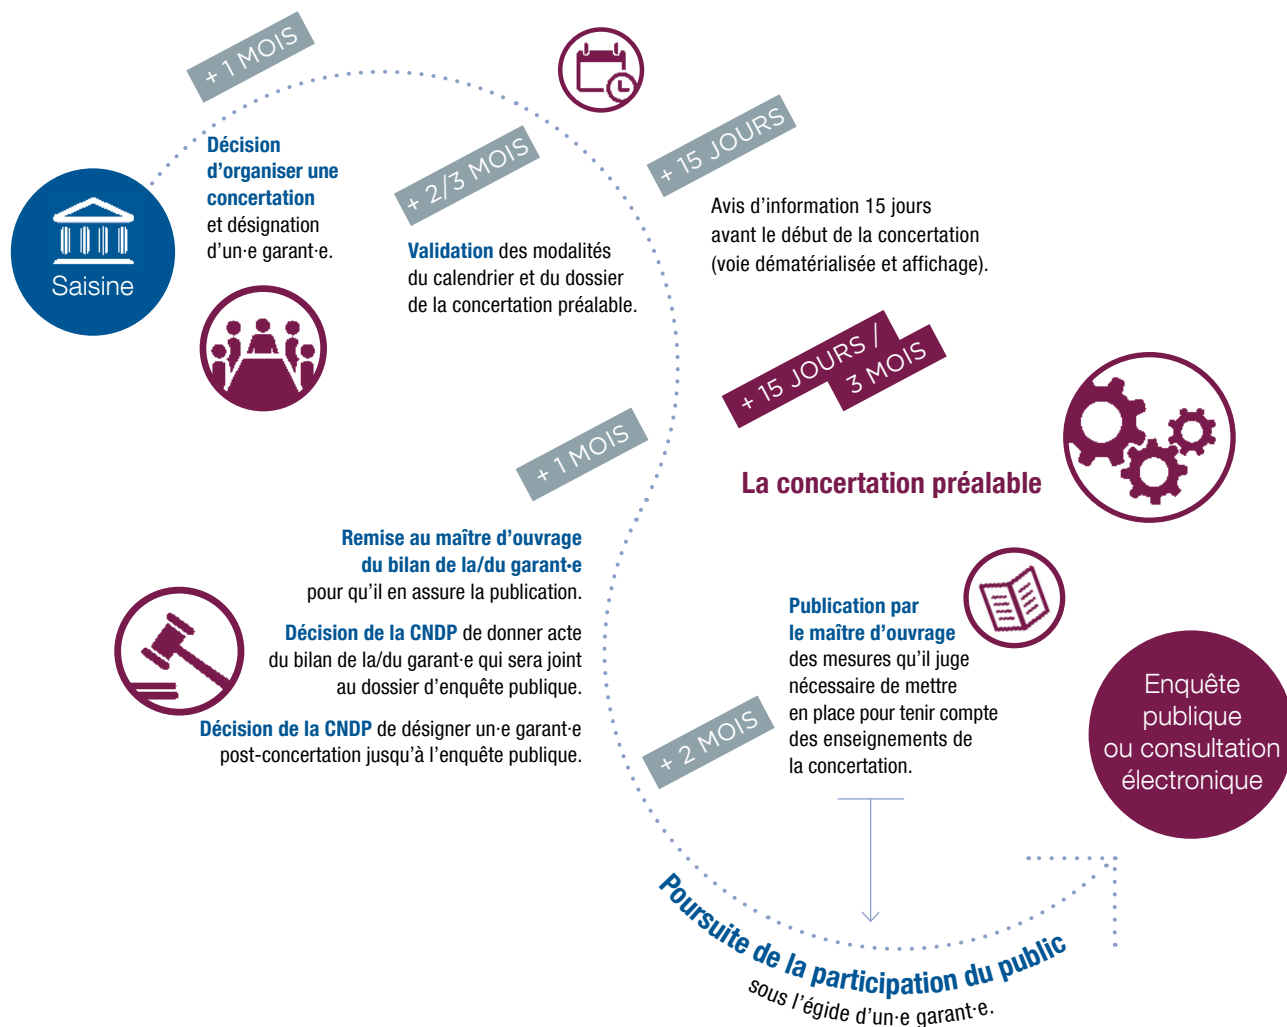 Saisine
+ 1 MOIS
Décision
d’organiser une
concertation
et désignation
d’un·e garant·e.
+ 2/3 MOIS
Validation des modalités
du calendrier et du dossier
de la concertation préalable.
+ 15 JOURS
Avis d’information 15 jours
avant le début de la concertation
(voie dématérialisée et affichage).
+ 15 JOURS /
3 MOIS
La concertation préalable
+ 1 MOIS
Remise au maître d’ouvrage
du bilan de la/du garant·e
pour qu’il en assure la publication.
Décision de la CNDP de donner acte
du bilan de la/du garant·e qui sera joint
au dossier d’enquête publique.
Décision de la CNDP de désigner un·e garant·e
post-concertation jusqu’à l’enquête publique.
+ 2 MOIS
Publication par
le maître d’ouvrage
des mesures qu’il juge
nécessaire de mettre
en place pour tenir compte
des enseignements de
la concertation.
Poursuite de la participation du public
sous l’égide d’un·e garant·e.
Enquête
publique
ou consultation
électronique